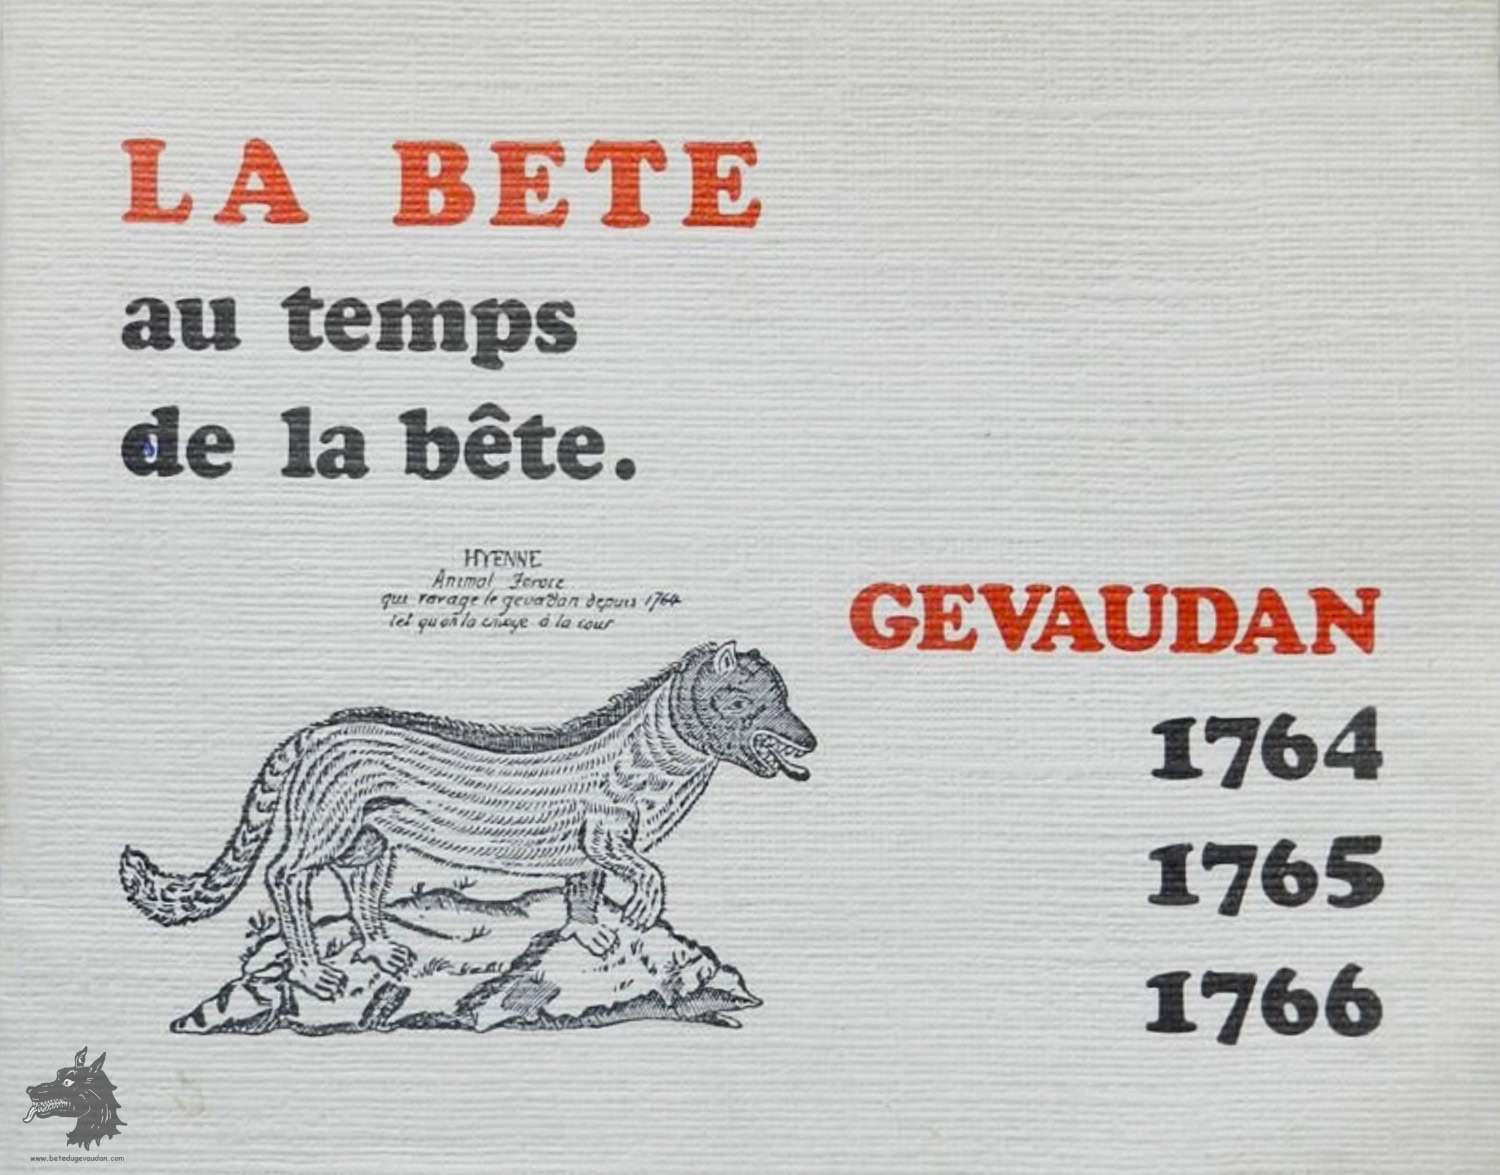 LA BETE
au temps
de la bête.
HYENNE
Animal Feroce
qui ravage le gevaudan depuis 1764
tel qu on la envoye à la cour
GEVAUDAN
1764
1765
1766
www.betedugevaudan.com